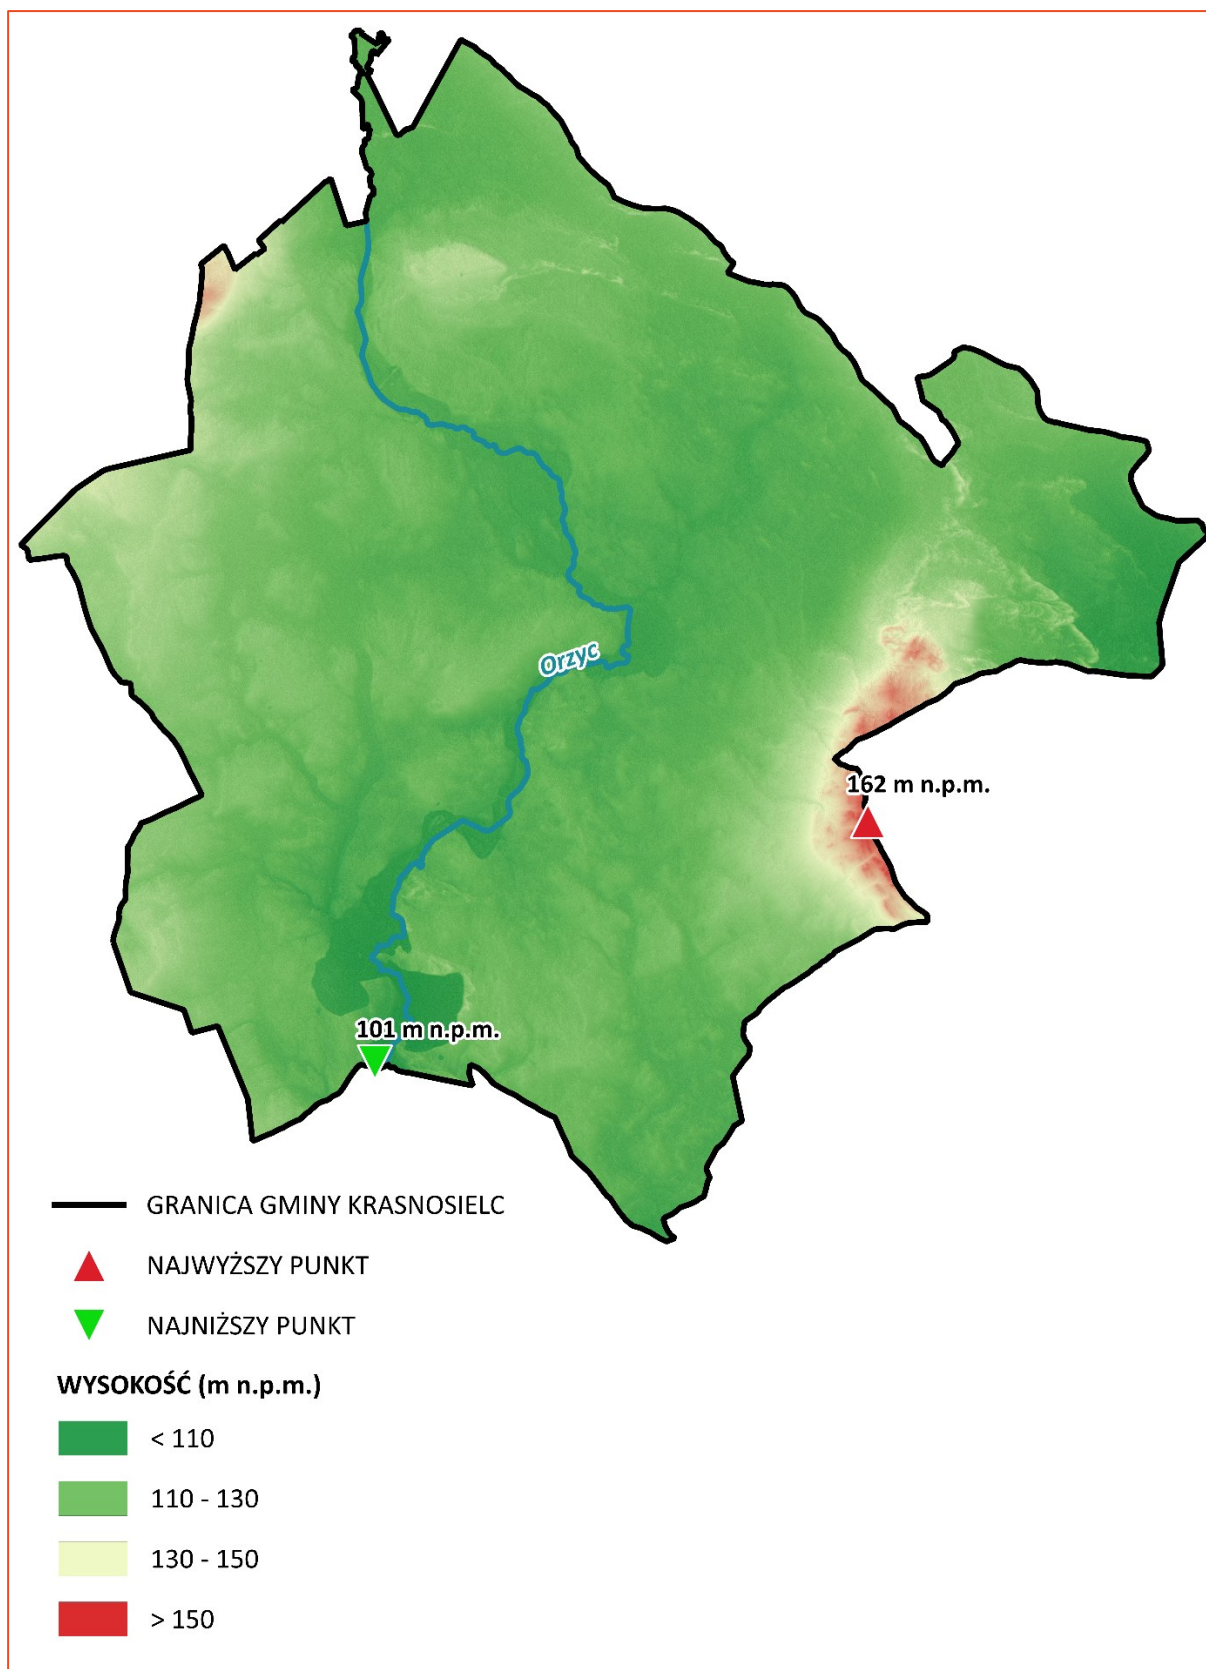 Orzyc
162 m n.p.m.
101 m n.p.m.
GRANICA GMINY KRASNOSIELC
NAJWYŻSZY PUNKT
NAJNIŻSZY PUNKT
WYSOKOŚĆ (m n.p.m.)
< 110
110 - 130
130 - 150
> 150